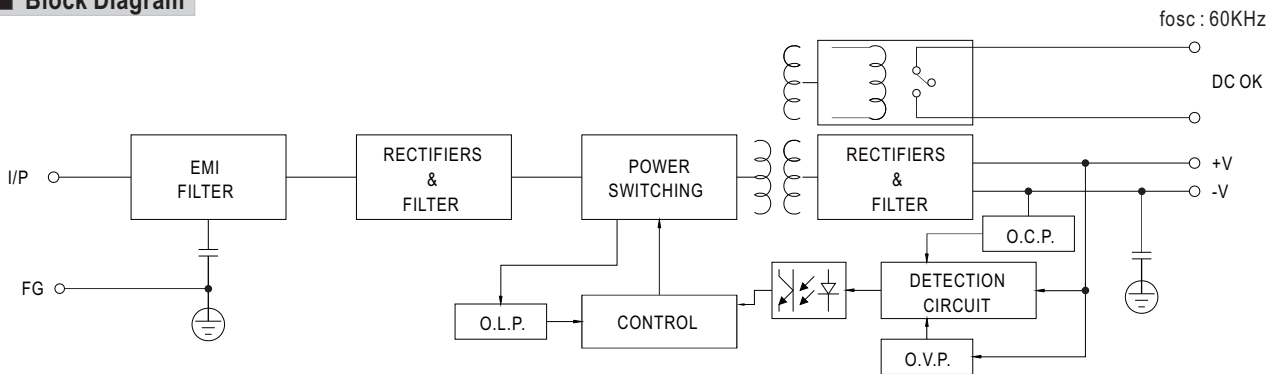 ■ Block Diagram
fosc : 60KHz
DC OK
I/P
EMI
FILTER
RECTIFIERS
&
FILTER
POWER
SWITCHING
RECTIFIERS
&
FILTER
+V
-V
O.C.P.
FG
O.L.P.
CONTROL
DETECTION
CIRCUIT
O.V.P.